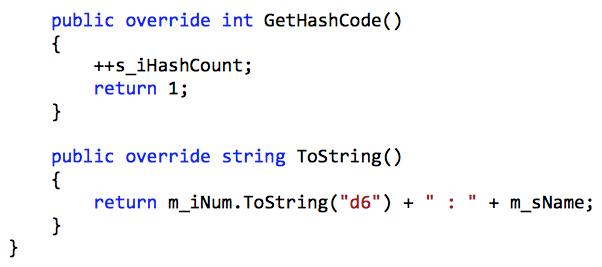 public override int GetHashCode()
{
++s_iHashCount;
return 1;
}
public override string ToString()
{
return m_iNum.ToString("d6") + " : " + m_sName;
}
}